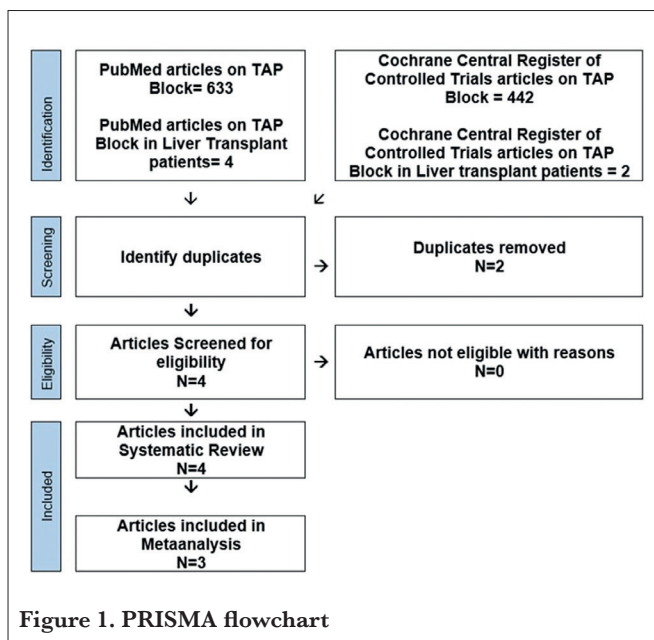 Identification
PubMed articles on TAP
Block= 633
PubMed articles on TAP
Block in Liver Transplant
patients= 4
Cochrane Central Register of
Controlled Trials articles on TAP
Block = 442
Cochrane Central Register of
Controlled Trials articles on TAP
Block in Liver transplant patients = 2
Screening
Identify duplicates
Duplicates removed
N=2
Eligibility
Articles Screened for
eligibility
N=4
Articles not eligible with reasons
N=0
Included
Articles included in
Systematic Review
N=4
Articles included in
Metaanalysis
N=3
Figure 1. PRISMA flowchart